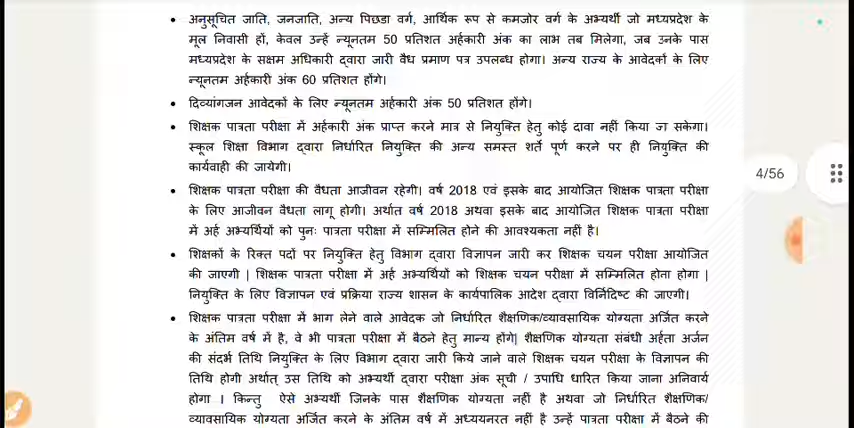 • अनुसूचित जाति, जनजाति, अन्य पिछडा वर्ग, आर्थिक रूप से कमजोर वर्ग के अभ्यर्थी जो मध्यप्रदेश के
मूल निवासी हों, केवल उन्हें न्यूनतम 50 प्रतिशत अर्हकारी अंक का लाभ तब मिलेगा, जब उनके पास
मध्यप्रदेश के सक्षम अधिकारी द्वारा जारी वैध प्रमाण पत्र उपलब्ध होगा। अन्य राज्य के आवेदकों के लिए
न्यूनतम अर्हकारी अंक 60 प्रतिशत होंगे।
• दिव्यांगजन आवेदकों के लिए न्यूनतम अर्हकारी अंक 50 प्रतिशत होंगे।
• शिक्षक पात्रता परीक्षा में अर्हकारी अंक प्राप्त करने मात्र से नियुक्ति हेतु कोई दावा नहीं किया जा सकेगा।
स्कूल शिक्षा विभाग द्वारा निर्धारित नियुक्ति की अन्य समस्त शर्तें पूर्ण करने पर ही नियुक्ति की
कार्यवाही की जायेगी।
4/56
• शिक्षक पात्रता परीक्षा की वैधता आजीवन रहेगी। वर्ष 2018 एवं इसके बाद आयोजित शिक्षक पात्रता परीक्षा
के लिए आजीवन वैधता लागू होगी। अर्थात वर्ष 2018 अथवा इसके बाद आयोजित शिक्षक पात्रता परीक्षा
में अर्ह अभ्यर्थियों को पुनः पात्रता परीक्षा में सम्मिलित होने की आवश्यकता नहीं है।
• शिक्षकों के रिक्त पदों पर नियुक्ति हेतु विभाग द्वारा विज्ञापन जारी कर शिक्षक चयन परीक्षा आयोजित
की जाएगी | शिक्षक पात्रता परीक्षा में अर्ह अभ्यर्थियों को शिक्षक चयन परीक्षा में सम्मिलित होना होगा |
नियुक्ति के लिए विज्ञापन एवं प्रक्रिया राज्य शासन के कार्यपालिक आदेश द्वारा विनिर्दिष्ट की जाएगी।
• शिक्षक पात्रता परीक्षा में भाग लेने वाले आवेदक जो निर्धारित शैक्षणिक/व्यावसायिक योग्यता अर्जित करने
के अंतिम वर्ष में है, वे भी पात्रता परीक्षा में बैठने हेतु मान्य होंगे| शैक्षणिक योग्यता संबंधी अर्हता अर्जन
की संदर्भ तिथि नियुक्ति के लिए विभाग द्वारा जारी किये जाने वाले शिक्षक चयन परीक्षा के विज्ञापन की
तिथि होगी अर्थात् उस तिथि को अभ्यर्थी द्वारा परीक्षा अंक सूची / उपाधि धारित किया जाना अनिवार्य
होगा । किन्तु ऐसे अभ्यर्थी जिनके पास शैक्षणिक योग्यता नहीं है अथवा जो निर्धारित शैक्षणिक/
व्यावसायिक योग्यता अर्जित करने के अंतिम वर्ष में अध्ययनरत नहीं है उन्हें पात्रता परीक्षा में बैठने की